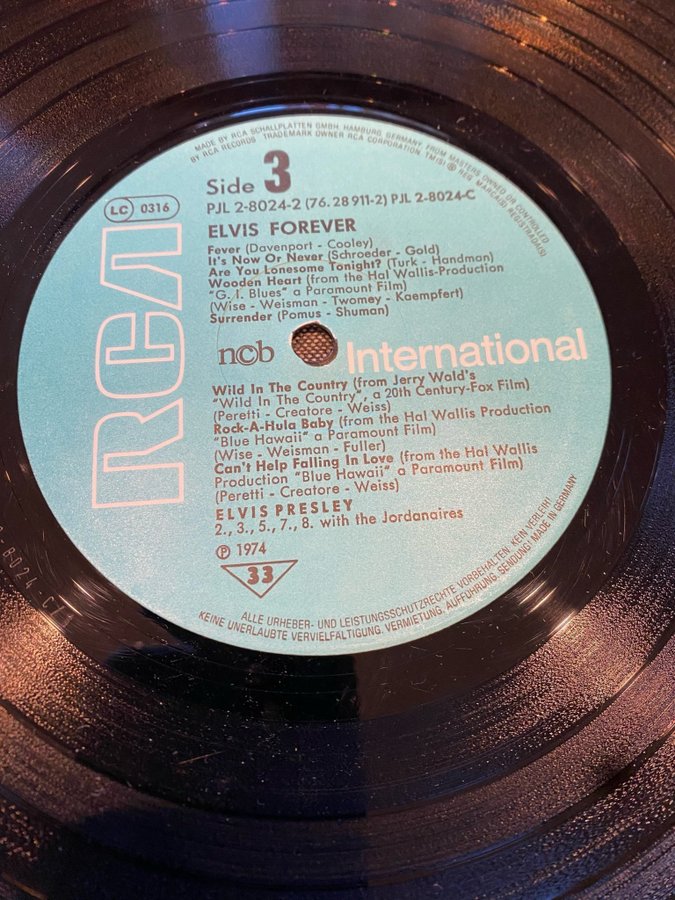 MADE BY RCA SCHALLPLATTEN GMBH, HAMBURG, GERMANY, FROM MASTERS OWNED OR CONTROLLED
BY RCA RECORDS TRADEMARK OWNER RCA CORPORATION. TM(S) ® REG. MARCA(S) REGISTRADA(S)
Side 3
PJL 2-8024-2 (76.28 911-2) PJL 2-8024-C
LC 0316
ELVIS FOREVER
Fever (Davenport - Cooley)
It's Now Or Never (Schroeder - Gold)
Are You Lonesome Tonight? (Turk - Handman)
Wooden Heart (from the Hal Wallis-Production
"G. I. Blues" a Paramount Film)
(Wise - Weisman - Twomey - Kaempfert)
Surrender (Pomus - Shuman)
RCA
ncb
International
Wild In The Country (from Jerry Wald's
"Wild In The Country", a 20th Century-Fox Film)
(Peretti - Creatore - Weiss)
Rock-A-Hula Baby (from the Hal Wallis Production
"Blue Hawaii" a Paramount Film)
(Wise - Weisman - Fuller)
Can't Help Falling In Love (from the Hal Wallis
Production "Blue Hawaii" a Paramount Film)
(Peretti - Creatore - Weiss)
ELVIS PRESLEY
2., 3., 5., 7., 8. with the Jordanaires
℗ 1974
33
ALLE URHEBER- UND LEISTUNGSSCHUTZRECHTE VORBEHALTEN. KEIN VERLEIH!
KEINE UNERLAUBTE VERVIELFALTIGUNG, VERMIETUNG, AUFFÜHRUNG, SENDUNG! MADE IN GERMANY